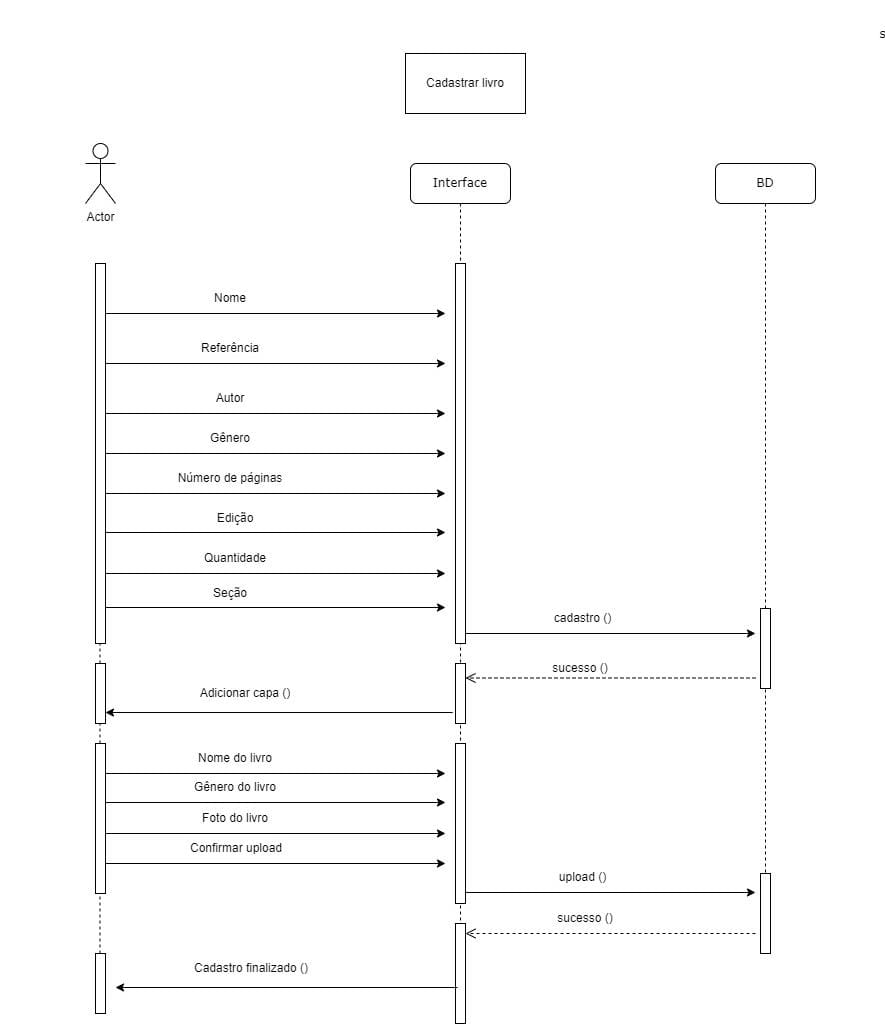 s
Cadastrar livro
Interface
BD
Actor
Nome
Referência
Autor
Gênero
Número de páginas
Edição
Quantidade
Seção
cadastro ()
sucesso ()
Adicionar capa ()
Nome do livro
Gênero do livro
Foto do livro
Confirmar upload
upload ()
sucesso ()
Cadastro finalizado ()